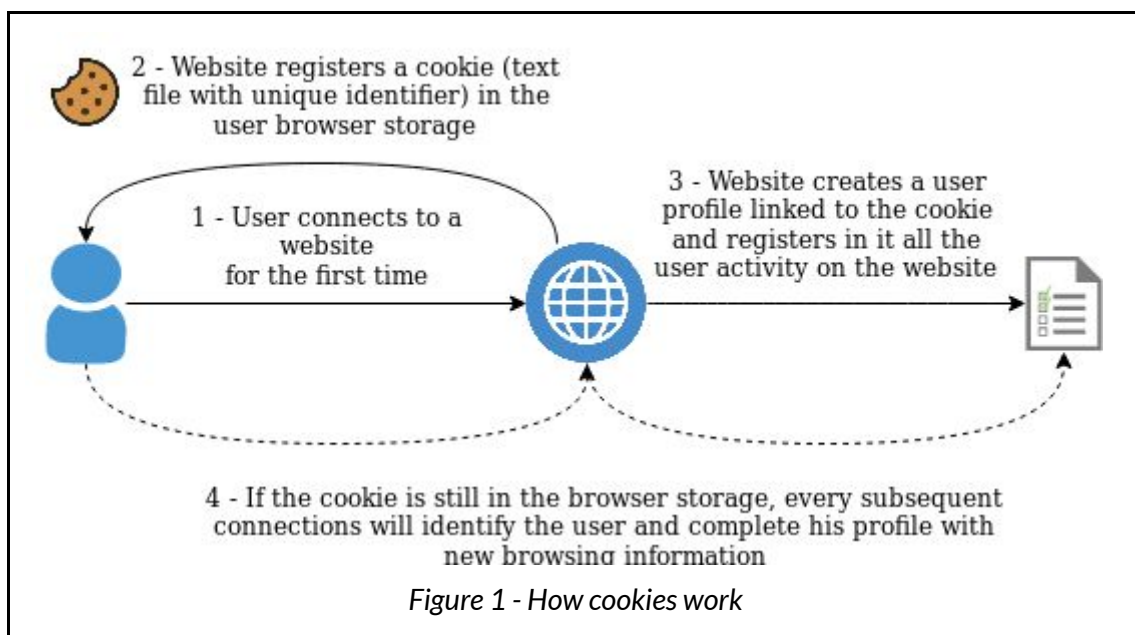 2 - Website registers a cookie (text
file with unique identifier) in the
user browser storage
1 - User connects to a
website
for the first time
3 - Website creates a user
profile linked to the cookie
and registers in it all the
user activity on the website
4 - If the cookie is still in the browser storage, every subsequent
connections will identify the user and complete his profile with
new browsing information
Figure 1 - How cookies work